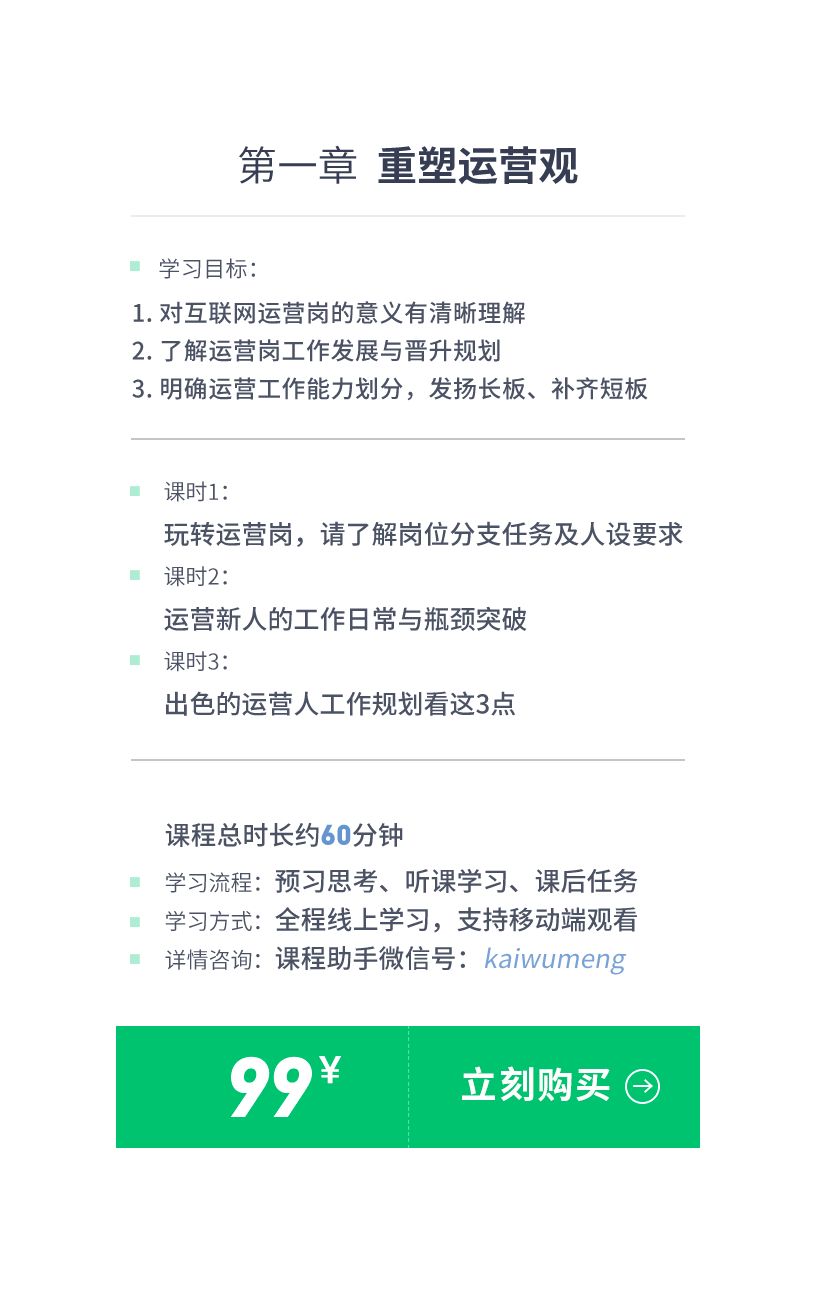 第一章 重塑运营观
学习目标：
1. 对互联网运营岗的意义有清晰理解
2. 了解运营岗工作发展与晋升规划
3. 明确运营工作能力划分，发扬长板、补齐短板
课时1：
玩转运营岗，请了解岗位分支任务及人设要求
课时2：
运营新人的工作日常与瓶颈突破
课时3：
出色的运营人工作规划看这3点
课程总时长约60分钟
学习流程：预习思考、听课学习、课后任务
学习方式：全程线上学习，支持移动端观看
详情咨询：课程助手微信号：kaiwumeng
99¥ 立刻购买